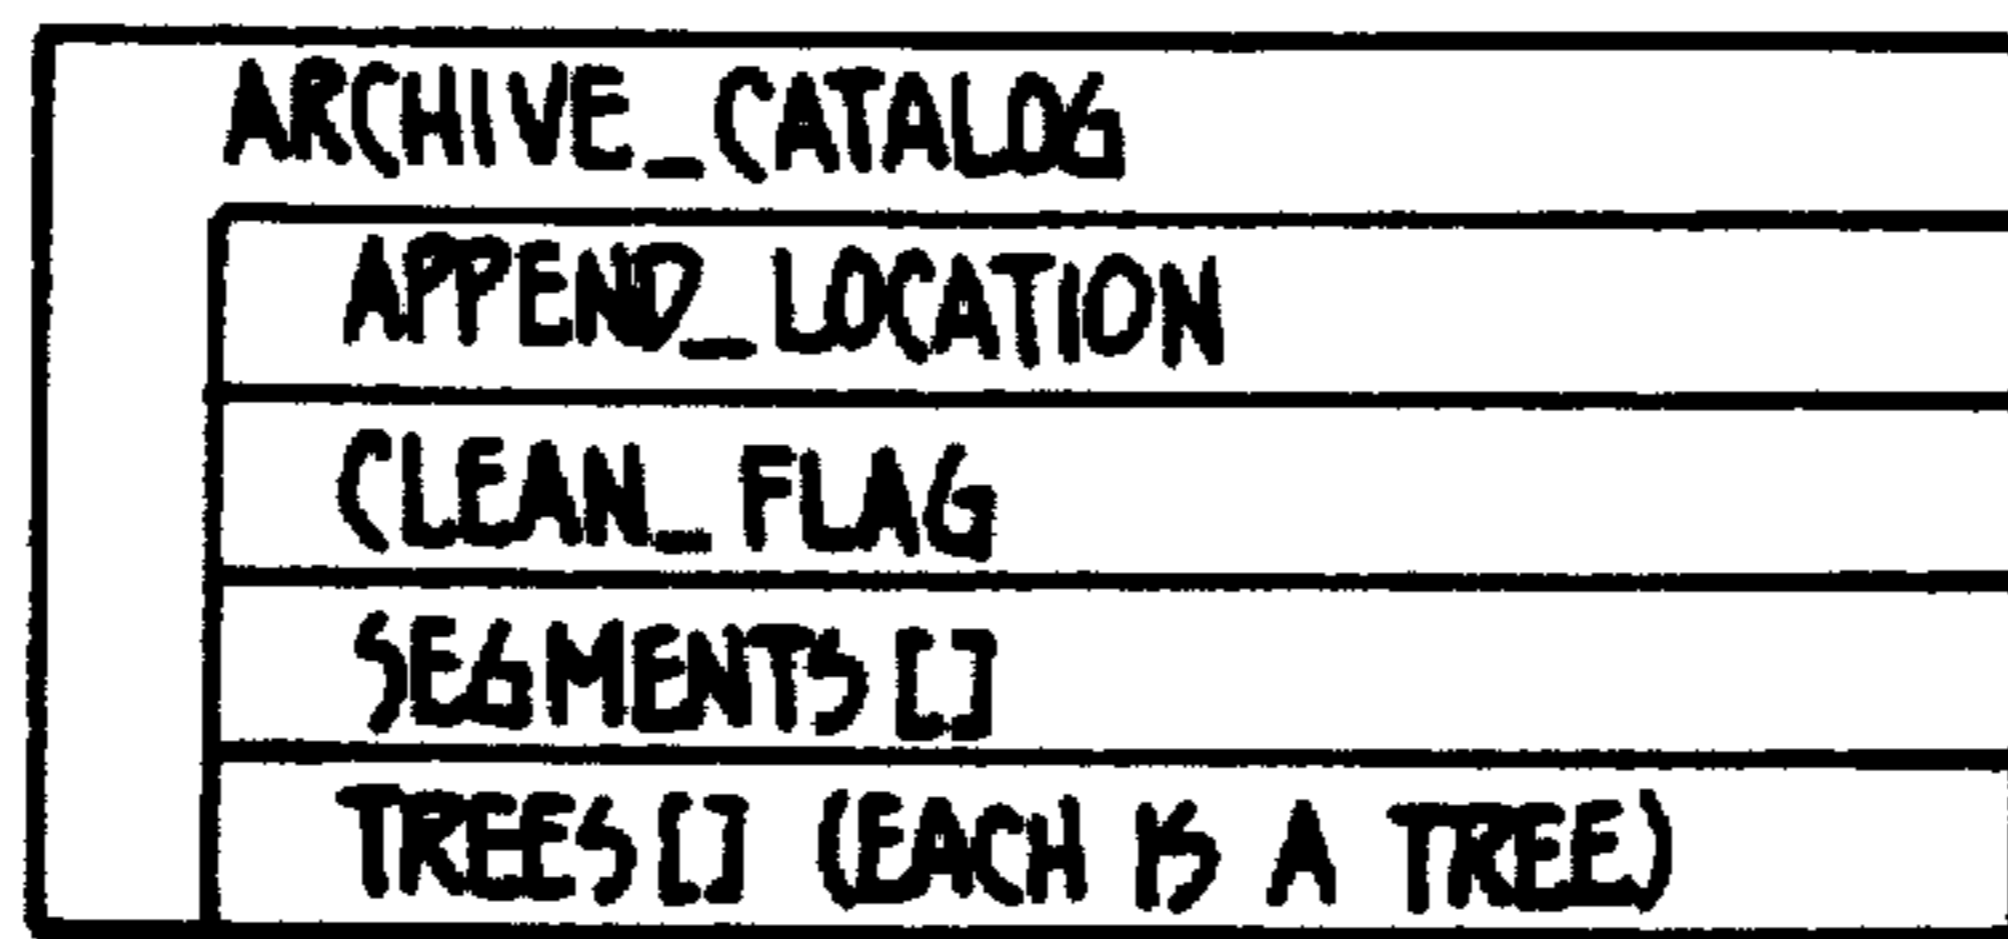 ARCHIVE_CATALOG
APPEND_LOCATION
CLEAN_FLAG
SEGMENTS[]
TREES[] (EACH IS A TREE)